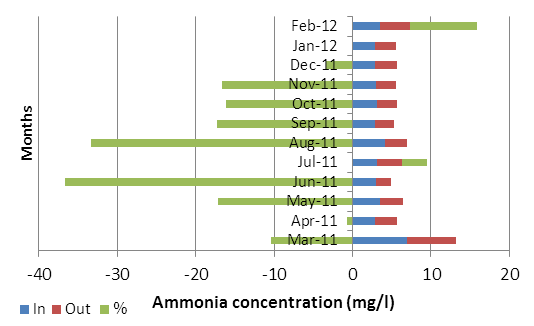 Feb-12
Jan-12
Dec-11
Nov-11
Oct-11
Sep-11
Aug-11
Jul-11
Jun-11
May-11
Apr-11
Mar-11
Months
-40 -30 -20 -10 0 10 20
In Out % Ammonia concentration (mg/l)